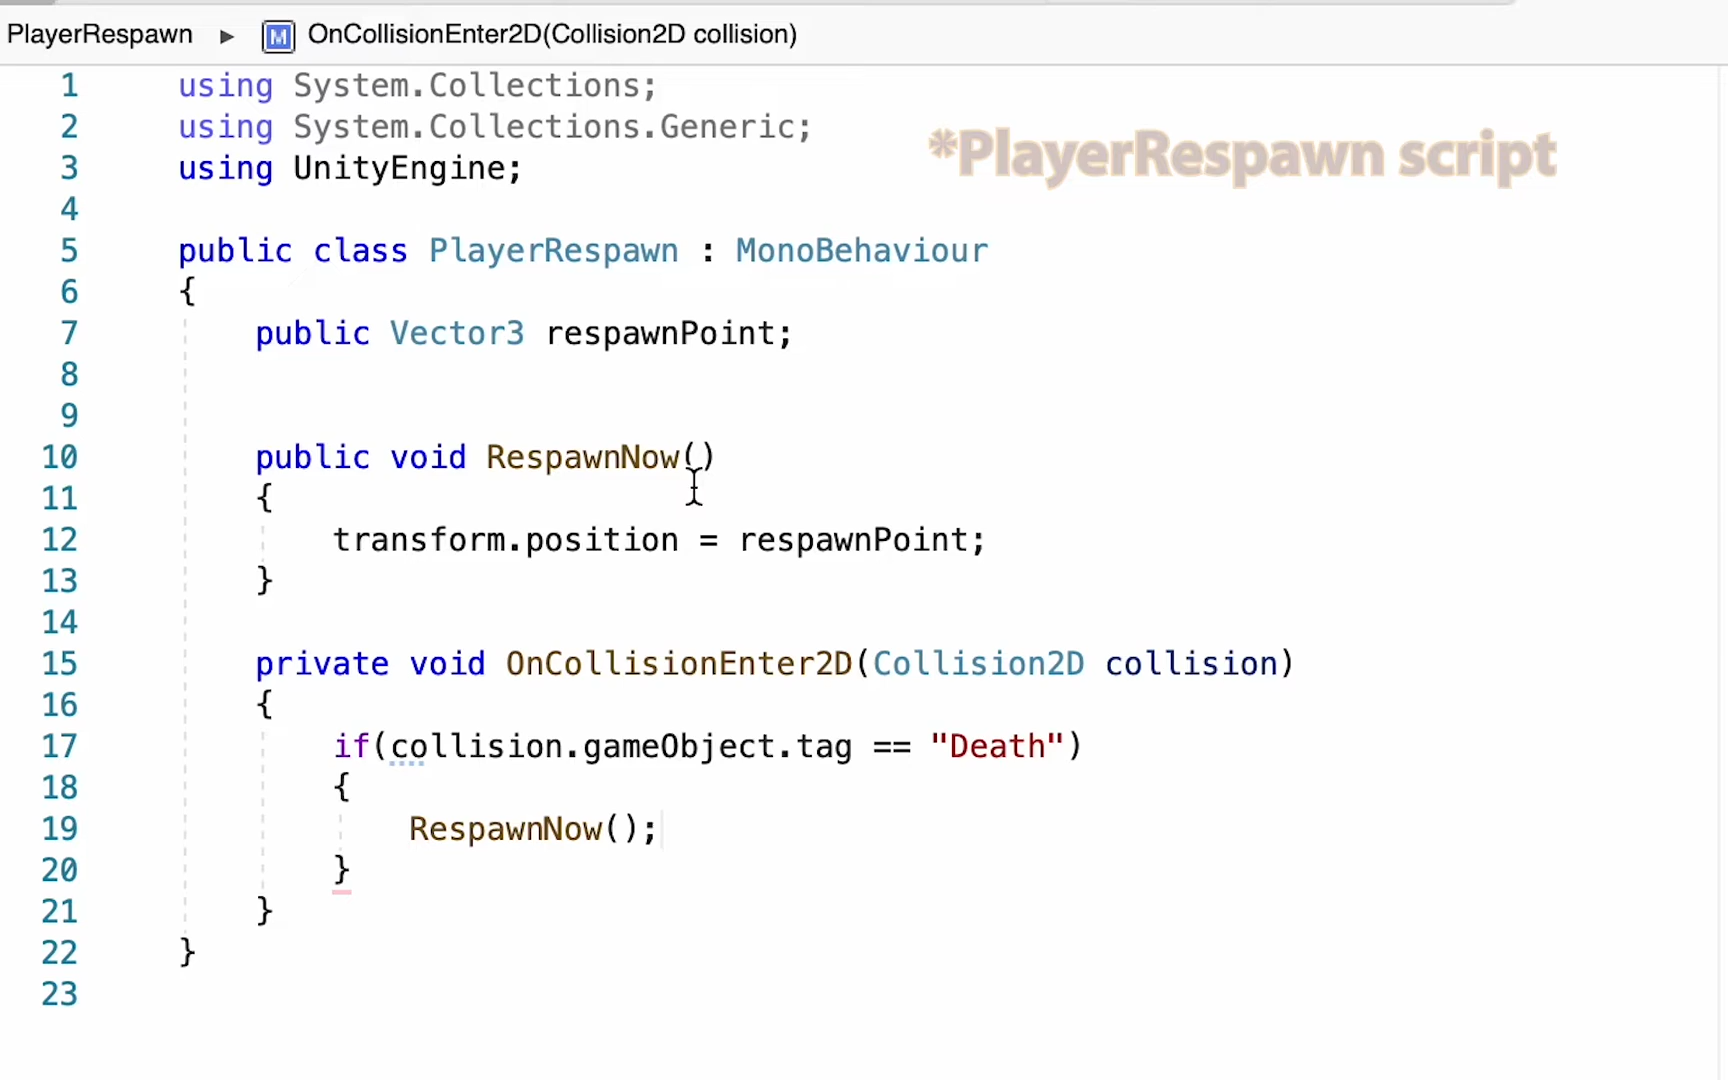 PlayerRespawn ▶ M OnCollisionEnter2D(Collision2D collision)
1 using System.Collections;
2 using System.Collections.Generic;
*PlayerRespawn script
3 using UnityEngine;
4
5 public class PlayerRespawn : MonoBehaviour
6 {
7 public Vector3 respawnPoint;
8
9
10 public void RespawnNow()
11 {
12 transform.position = respawnPoint;
13 }
14
15 private void OnCollisionEnter2D(Collision2D collision)
16 {
17 if(collision.gameObject.tag == "Death")
18 {
19 RespawnNow();
20 }
21 }
22 }
23